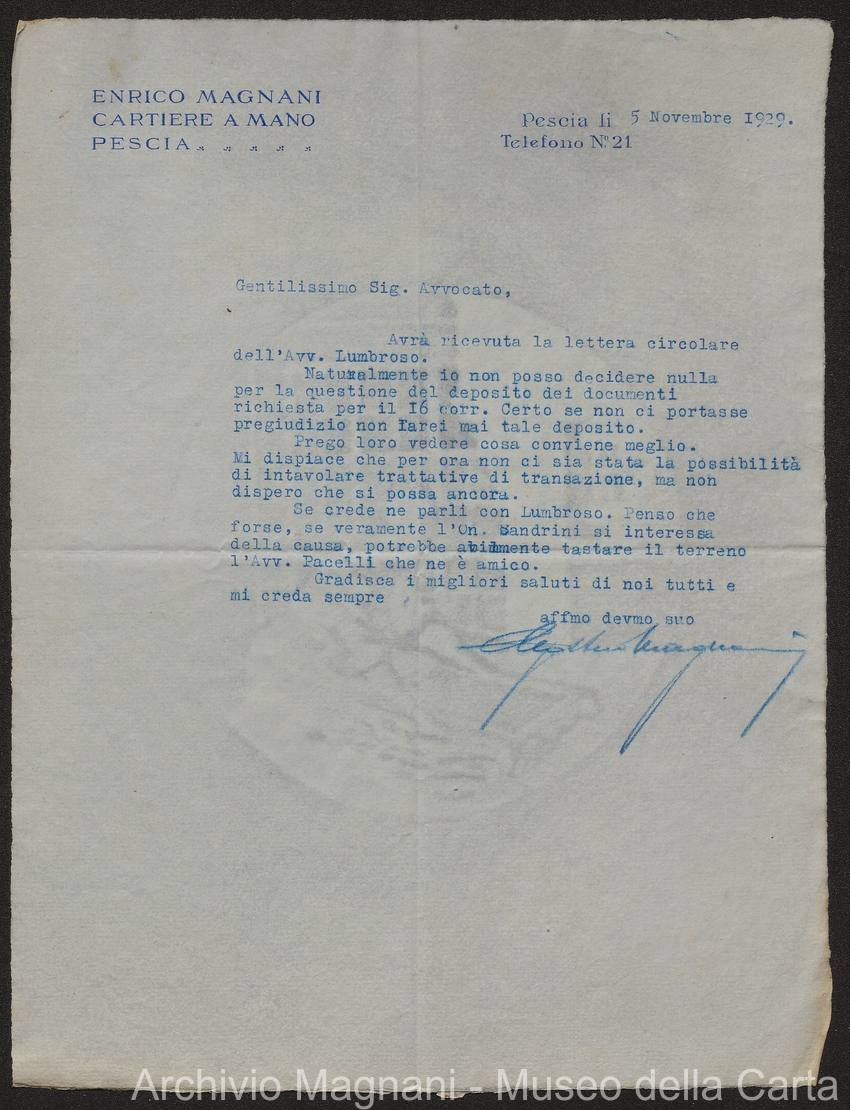 ENRICO MAGNANI
CARTIERE A MANO
PESCIA
Pescia li 5 Novembre 1929.
Telefono N.º 21
Gentilissimo Sig. Avvocato,
Avrà ricevuta la lettera circolare
dell'Avv. Lumbroso.
Naturalmente io non posso decidere nulla
per la questione del deposito dei documenti
richiesta per il I6 corr. Certo se non ci portasse
pregiudizio non farei mai tale deposito.
Prego loro vedere cosa conviene meglio.
Mi dispiace che per ora non ci sia stata la possibilità
di intavolare trattative di transazione, ma non
dispero che si possa ancora.
Se crede ne parli con Lumbroso. Penso che
forse, se veramente l'On. Sandrini si interessa
della causa, potrebbe abilmente tastare il terreno
l'Avv. Pacelli che ne è amico.
Gradisca i migliori saluti di noi tutti e
mi creda sempre
affmo devmo suo
Magnani
Archivio Magnani - Museo della Carta